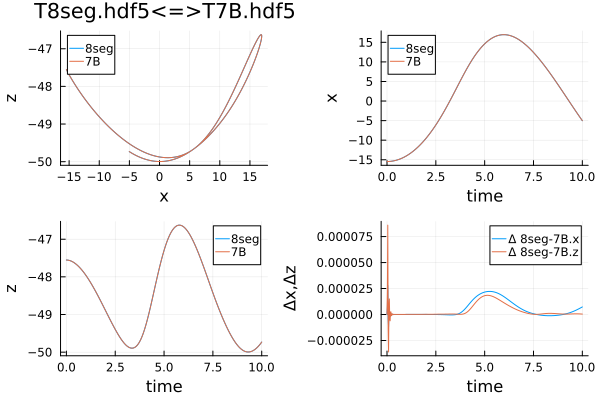 T8seg.hdf5<=>T7B.hdf5
8seg
7B
z
-47
-48
-49
-50
-15
-10
-5
0
5
10
15
x
8seg
7B
x
15
10
5
0
-5
-10
-15
0.0
2.5
5.0
7.5
10.0
time
8seg
7B
z
-47
-48
-49
-50
0.0
2.5
5.0
7.5
10.0
time
Δ 8seg-7B.x
Δ 8seg-7B.z
Δx,Δz
0.000075
0.000050
0.000025
0.000000
-0.000025
0.0
2.5
5.0
7.5
10.0
time